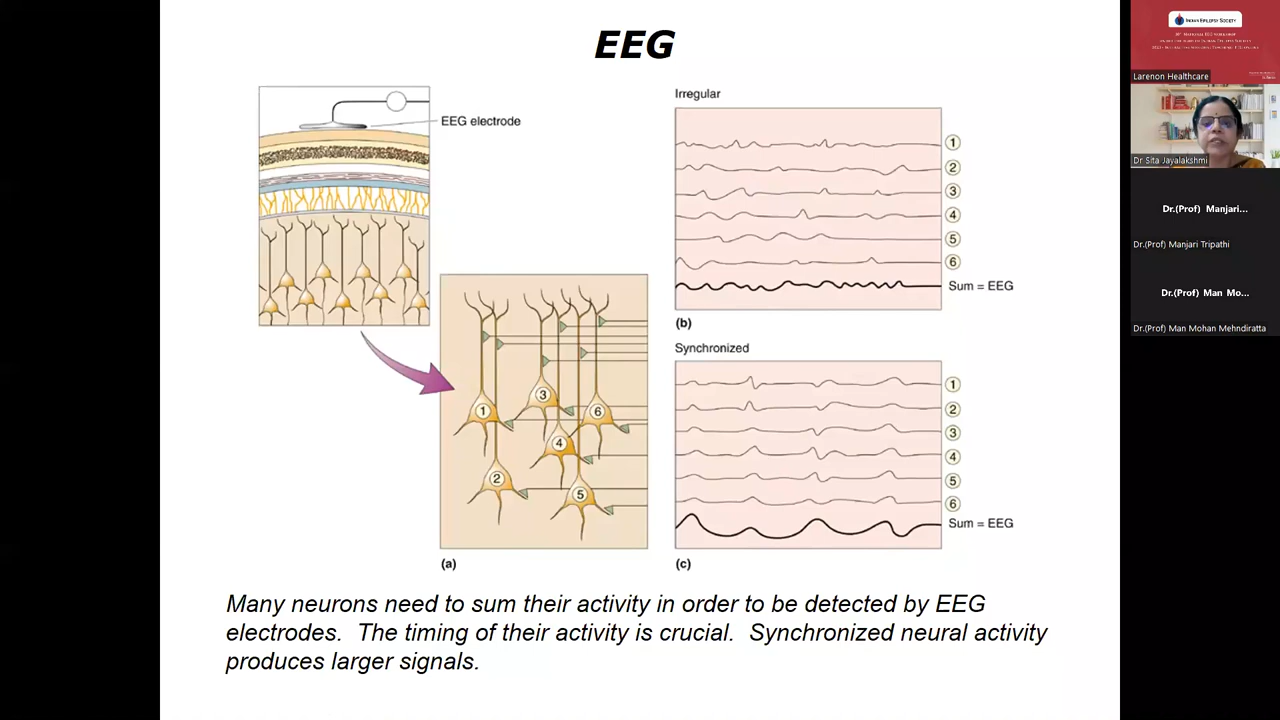 EEG
EEG electrode
1
2
3
4
5
6
(a)
Irregular
1
2
3
4
5
6
Sum = EEG
(b)
Synchronized
1
2
3
4
5
6
Sum = EEG
(c)
Many neurons need to sum their activity in order to be detected by EEG
electrodes. The timing of their activity is crucial. Synchronized neural activity
produces larger signals.
INDIAN EPILEPSY SOCIETY
Larenon Healthcare
Dr Sita Jayalakshmi
Dr.(Prof) Manjari...
Dr.(Prof) Manjari Tripathi
Dr.(Prof) Man Mo...
Dr.(Prof) Man Mohan Mehndiratta